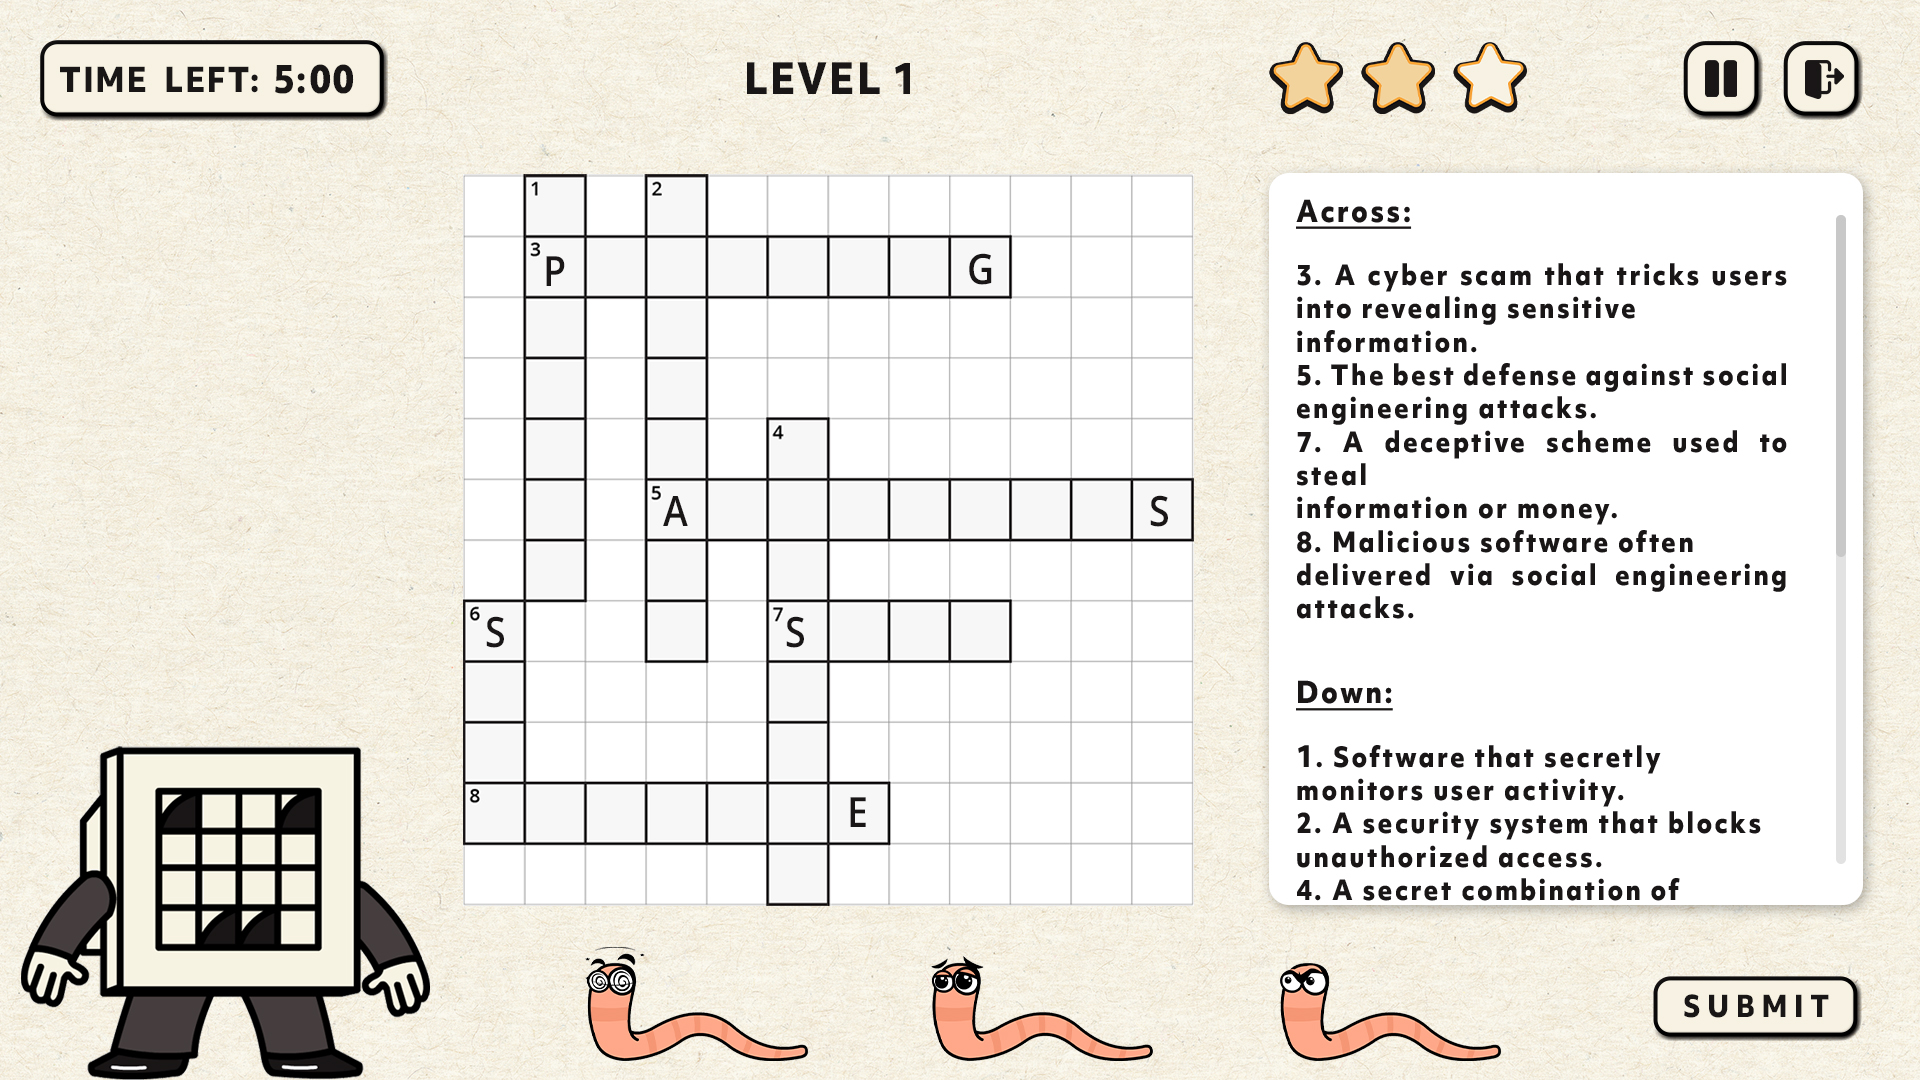 TIME LEFT: 5:00
LEVEL 1
1
2
3 P G
4
5 A S
6 S
7 S
8 E
Across:
3. A cyber scam that tricks users
into revealing sensitive
information.
5. The best defense against social
engineering attacks.
7. A deceptive scheme used to
steal
information or money.
8. Malicious software often
delivered via social engineering
attacks.
Down:
1. Software that secretly
monitors user activity.
2. A security system that blocks
unauthorized access.
4. A secret combination of
SUBMIT